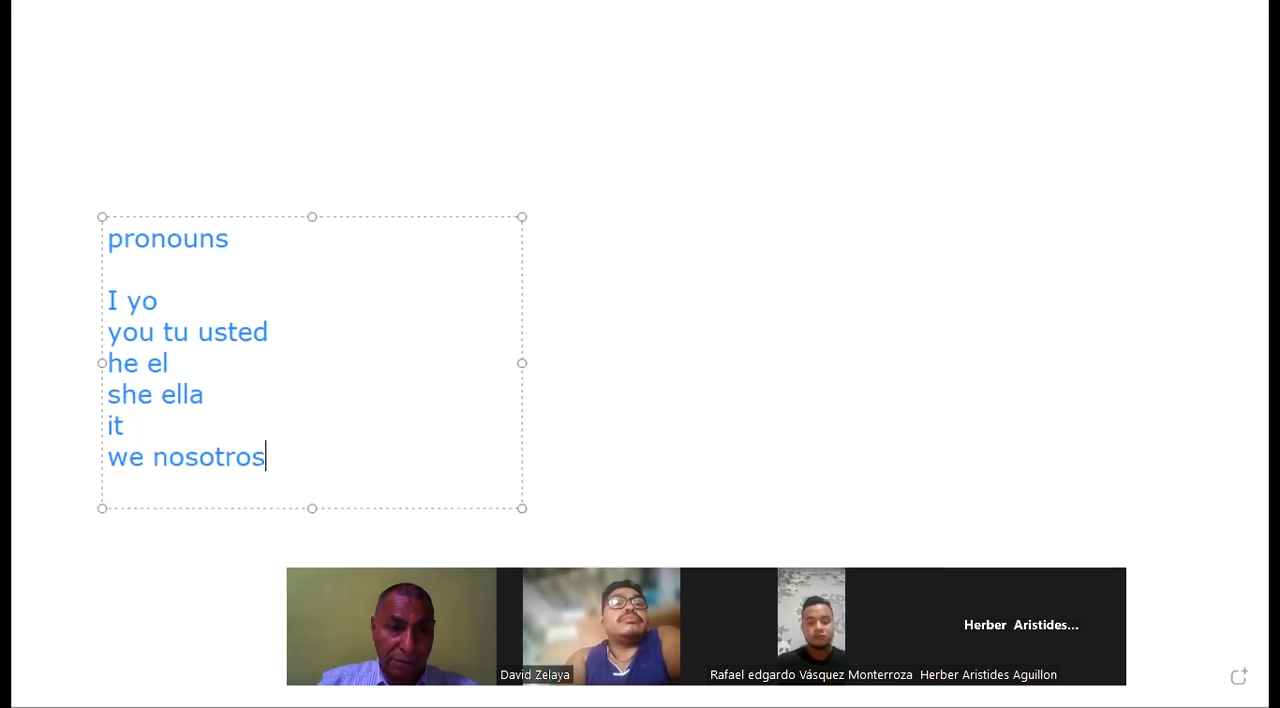 pronouns
I yo
you tu usted
he el
she ella
it
we nosotros
Herber Aristides...
David Zelaya
Rafael edgardo Vásquez Monterroza
Herber Aristides Aguillon